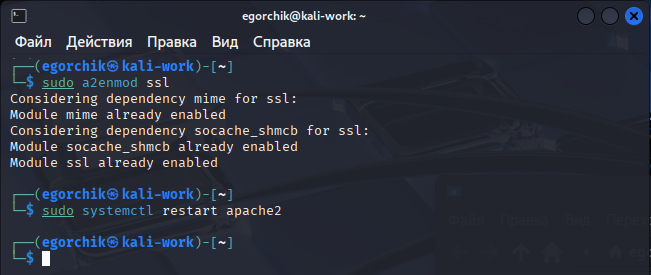 egorchik@kali-work: ~
Файл Действия Правка Вид Справка
┌──(egorchik㉿kali-work)-[~]
└─$ sudo a2enmod ssl
Considering dependency mime for ssl:
Module mime already enabled
Considering dependency socache_shmcb for ssl:
Module socache_shmcb already enabled
Module ssl already enabled
┌──(egorchik㉿kali-work)-[~]
└─$ sudo systemctl restart apache2
┌──(egorchik㉿kali-work)-[~]
└─$